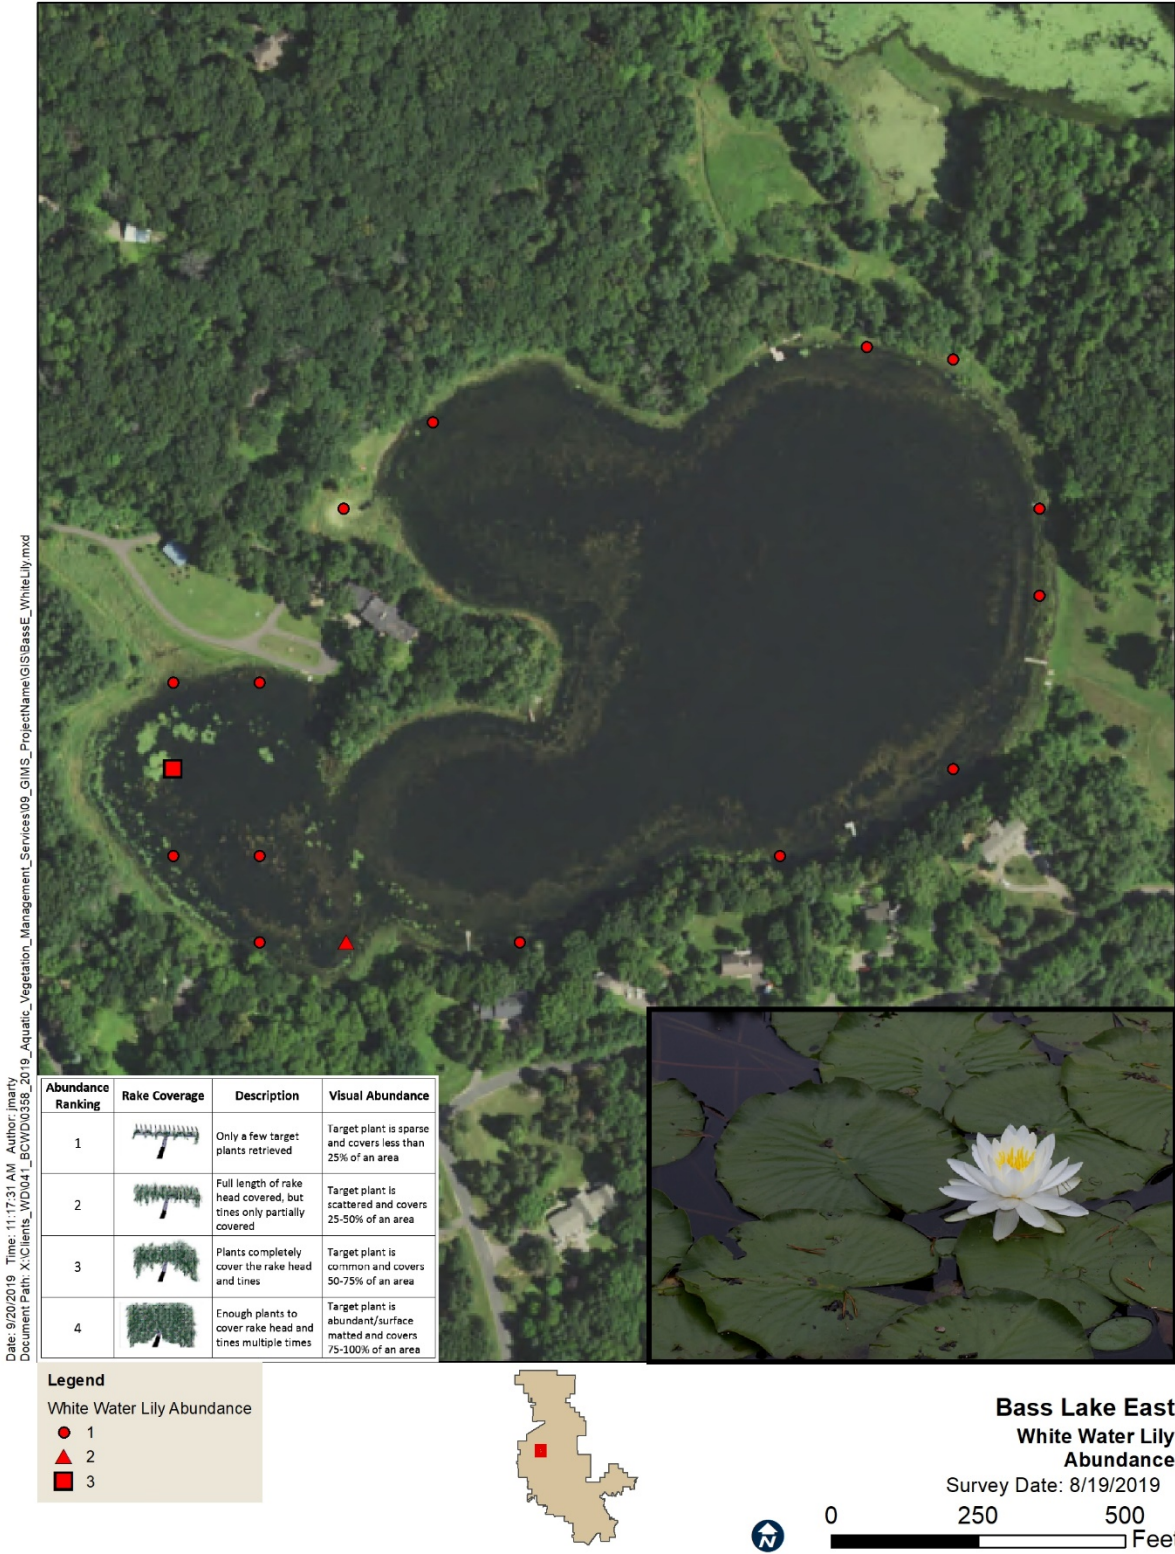 Date: 9/20/2019 Time: 11:17:31 AM Author: jmarty
Document Path: X:\Clients_WD\041_BCWD\0358_2019_Aquatic_Vegetation_Management_Services\09_GIMS_ProjectName\GIS\BassE_WhiteLily.mxd
Abundance
Ranking
Rake Coverage
Description
Visual Abundance
1
Only a few target
plants retrieved
Target plant is sparse
and covers less than
25% of an area
2
Full length of rake
head covered, but
tines only partially
covered
Target plant is
scattered and covers
25-50% of an area
3
Plants completely
cover the rake head
and tines
Target plant is
common and covers
50-75% of an area
4
Enough plants to
cover rake head and
tines multiple times
Target plant is
abundant/surface
matted and covers
75-100% of an area
Legend
White Water Lily Abundance
1
2
3
N
Bass Lake East
White Water Lily
Abundance
Survey Date: 8/19/2019
0 250 500
Fee